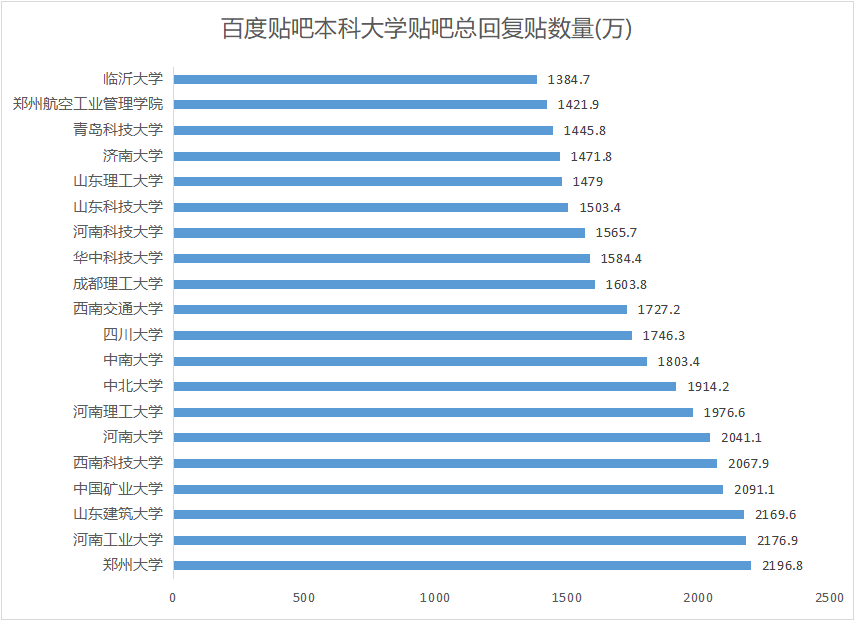 百度贴吧本科大学贴吧总回复贴数量(万)
临沂大学 1384.7
郑州航空工业管理学院 1421.9
青岛科技大学 1445.8
济南大学 1471.8
山东理工大学 1479
山东科技大学 1503.4
河南科技大学 1565.7
华中科技大学 1584.4
成都理工大学 1603.8
西南交通大学 1727.2
四川大学 1746.3
中南大学 1803.4
中北大学 1914.2
河南理工大学 1976.6
河南大学 2041.1
西南科技大学 2067.9
中国矿业大学 2091.1
山东建筑大学 2169.6
河南工业大学 2176.9
郑州大学 2196.8
0 500 1000 1500 2000 2500